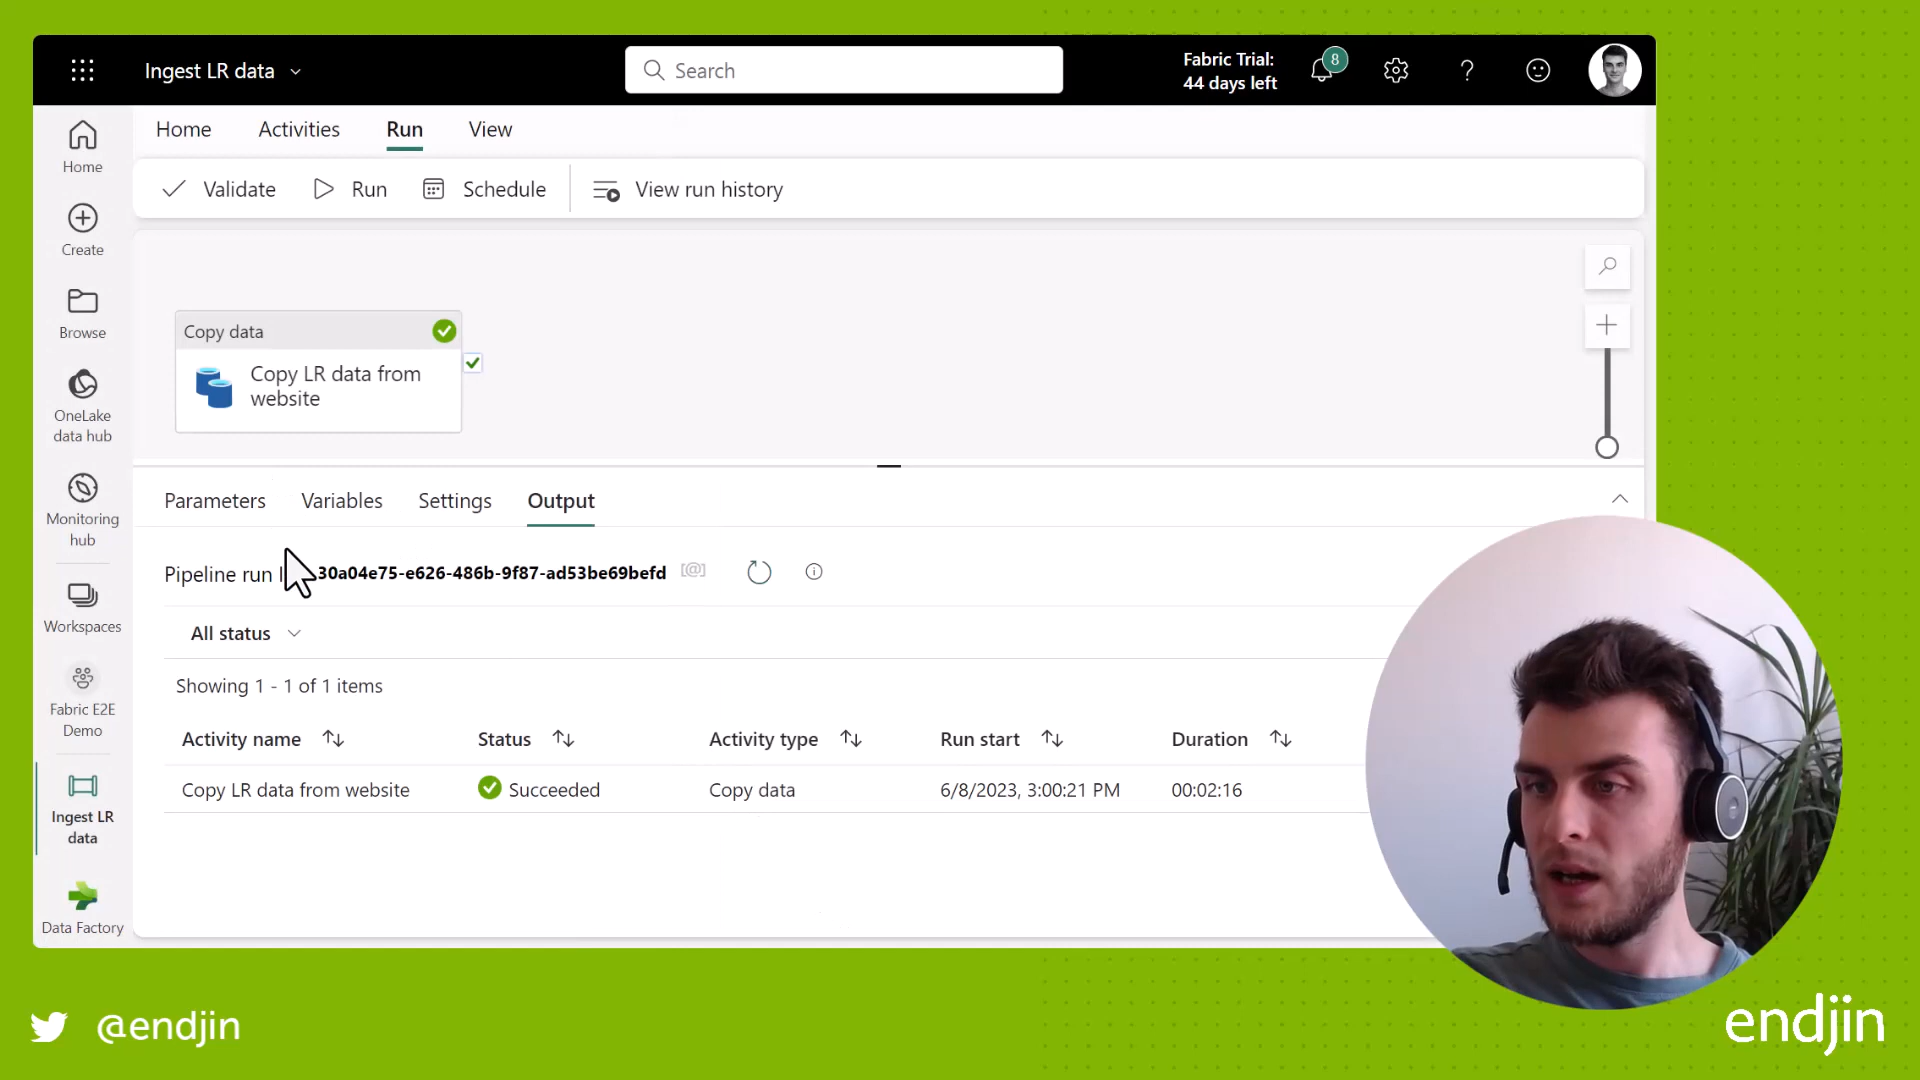 Ingest LR data
Search
Fabric Trial:
44 days left
8
Home
Activities
Run
View
Validate
Run
Schedule
View run history
Home
Create
Browse
OneLake
data hub
Monitoring
hub
Workspaces
Fabric E2E
Demo
Ingest LR
data
Data Factory
Copy data
Copy LR data from
website
Parameters
Variables
Settings
Output
Pipeline run 30a04e75-e626-486b-9f87-ad53be69befd [@]
All status
Showing 1 - 1 of 1 items
Activity name Status Activity type Run start Duration
Copy LR data from website Succeeded Copy data 6/8/2023, 3:00:21 PM 00:02:16
@endjin
endjin